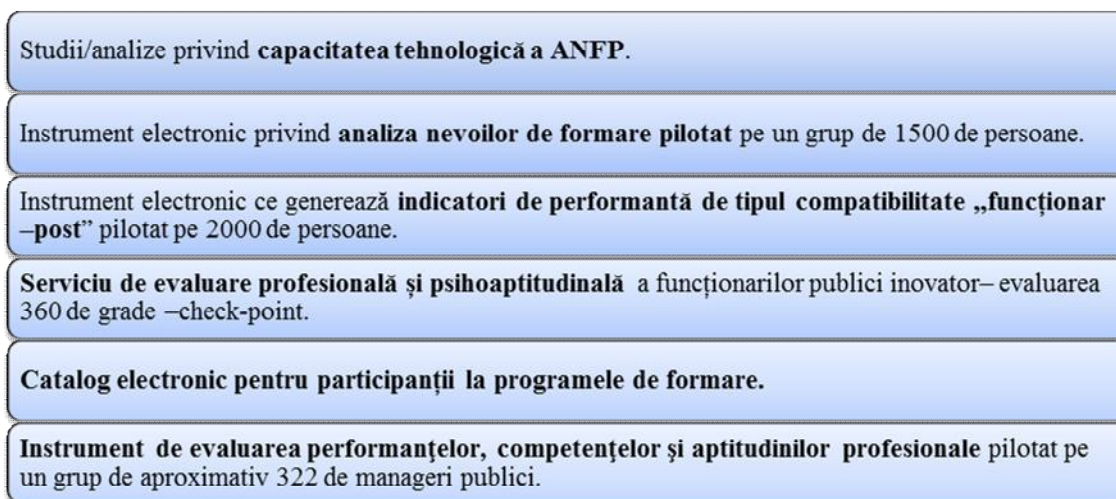 Studii/analize privind capacitatea tehnologică a ANFP.
Instrument electronic privind analiza nevoilor de formare pilotat pe un grup de 1500 de persoane.
Instrument electronic ce generează indicatori de performantă de tipul compatibilitate „funcționar
–post” pilotat pe 2000 de persoane.
Serviciu de evaluare profesională și psihoaptitudinală a funcționarilor publici inovator– evaluarea
360 de grade –check-point.
Catalog electronic pentru participanții la programele de formare.
Instrument de evaluarea performanţelor, competenţelor şi aptitudinilor profesionale pilotat pe
un grup de aproximativ 322 de manageri publici.